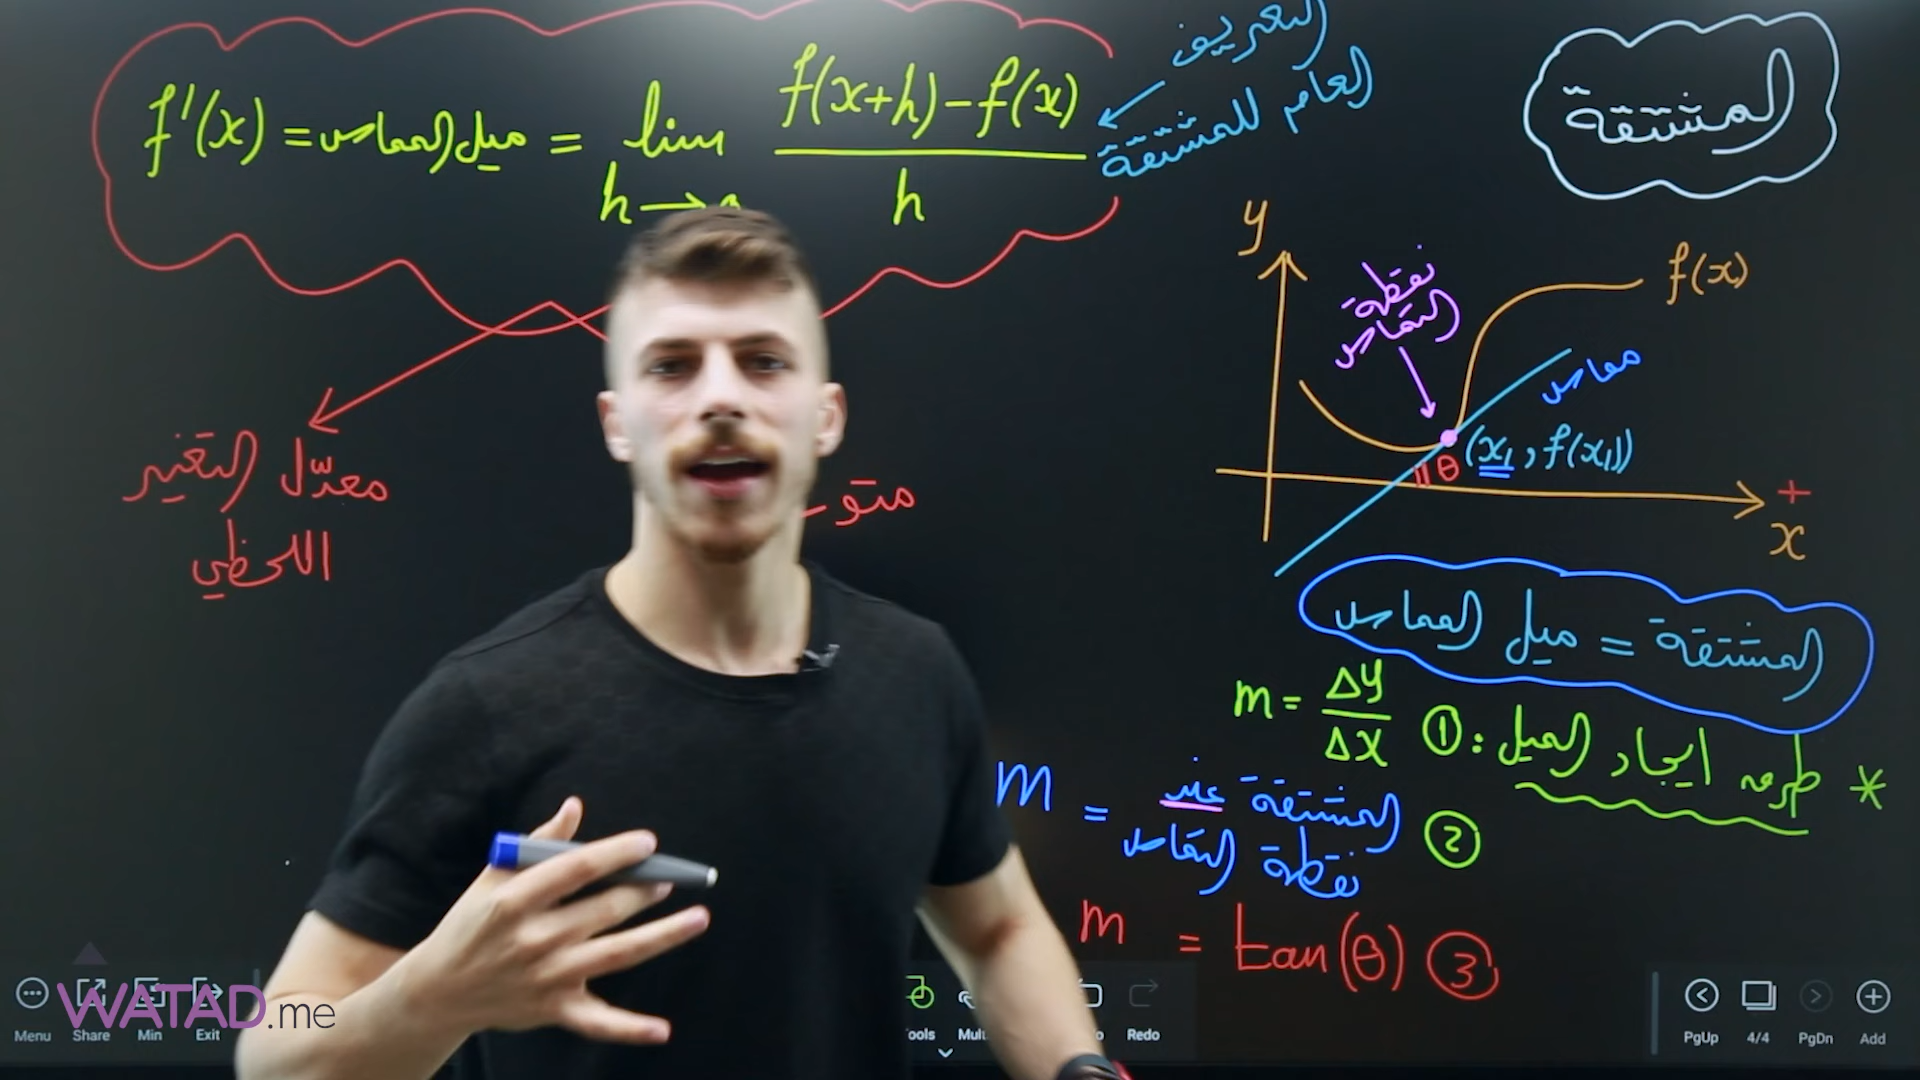 المشتقة
التعريف
العام للمشتقة
f'(x) = ميل المماس = lim f(x+h) - f(x)
h → h
y
f(x)
نقطة
التماس
مماس
(x₁ , f(x₁))
θ
+
x
معدّل التغير
اللحظي
متو
المشتقة = ميل المماس
* طرق ايجاد الميل : ① m = Δy
Δx
② المشتقة عند = m
نقطة التماس
③ m = tan(θ)
WATAD.me
Menu Share Min Exit Redo PgUp 4/4 PgDn Add